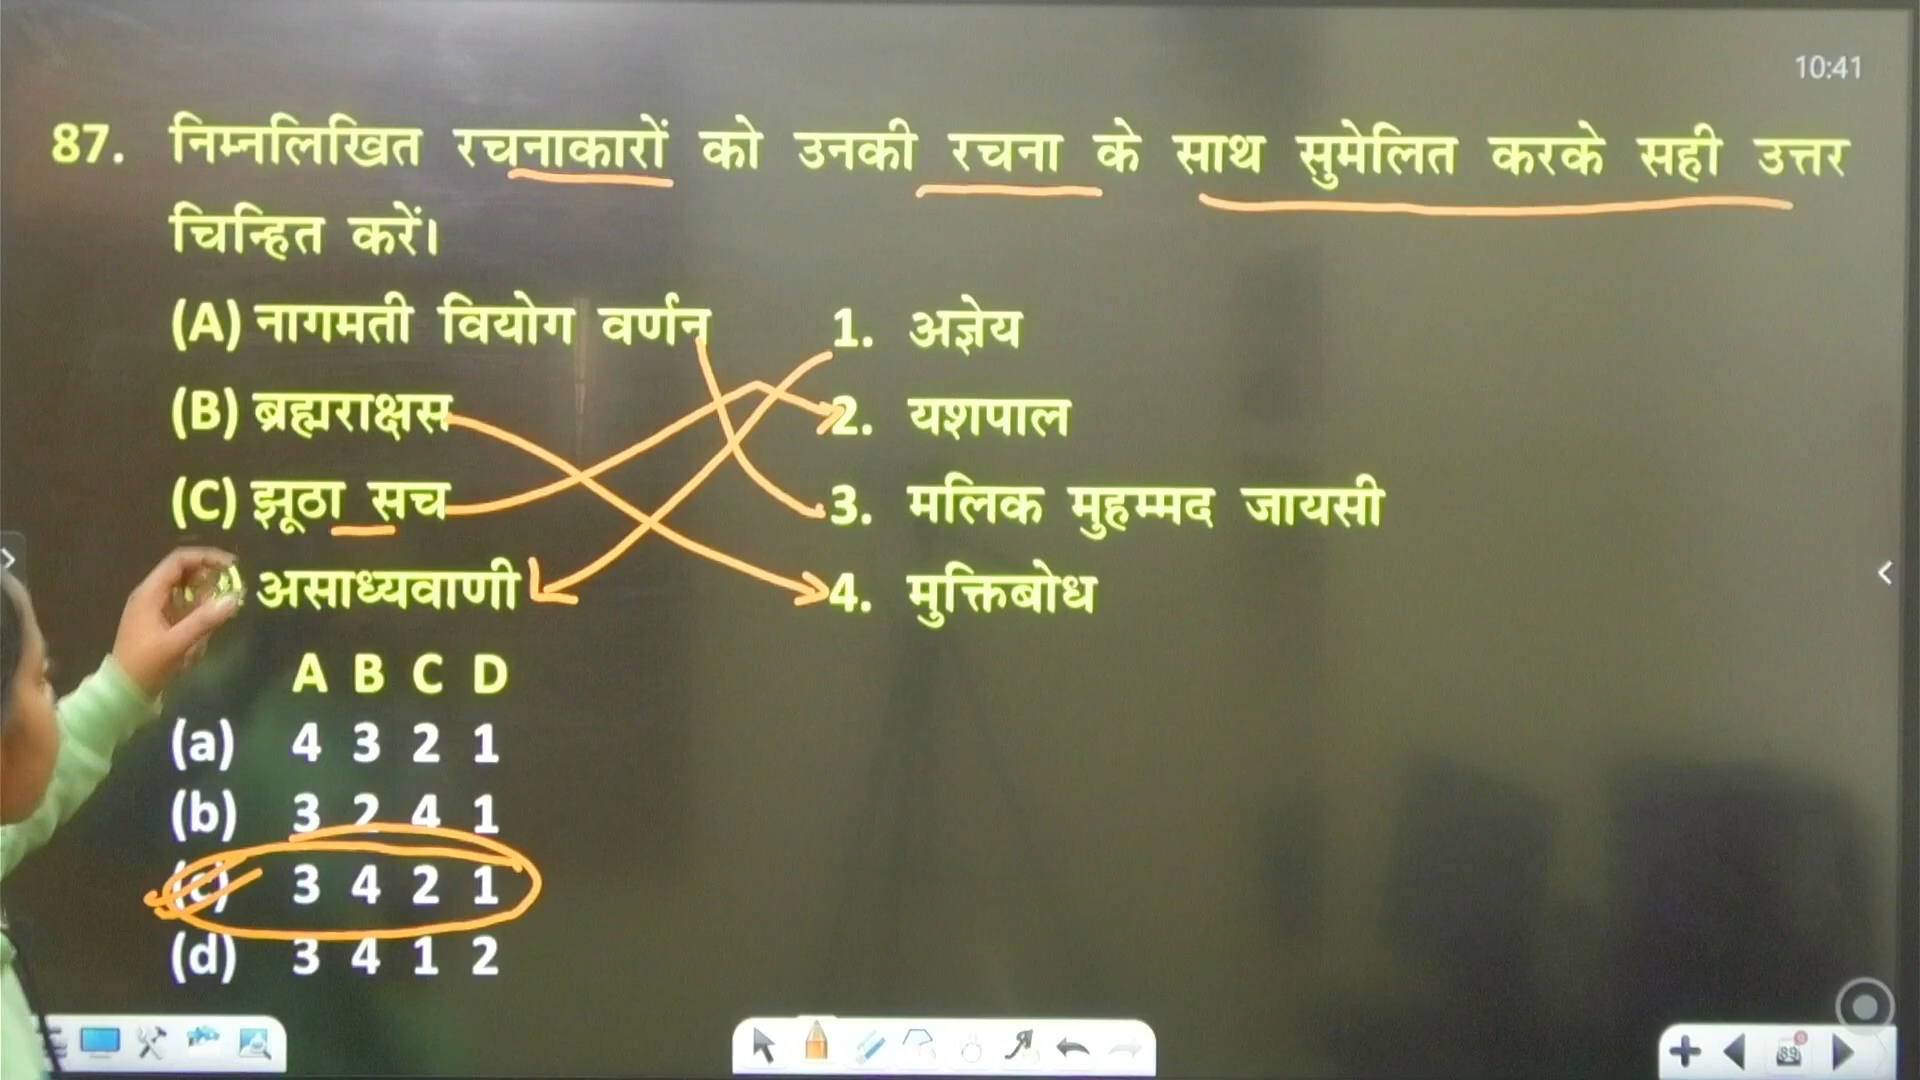 10:41
87. निम्नलिखित रचनाकारों को उनकी रचना के साथ सुमेलित करके सही उत्तर
चिन्हित करें।
(A) नागमती वियोग वर्णन 1. अज्ञेय
(B) ब्रह्मराक्षस 2. यशपाल
(C) झूठा सच 3. मलिक मुहम्मद जायसी
असाध्यवाणी 4. मुक्तिबोध
A B C D
(a) 4 3 2 1
(b) 3 2 4 1
(c) 3 4 2 1
(d) 3 4 1 2
89